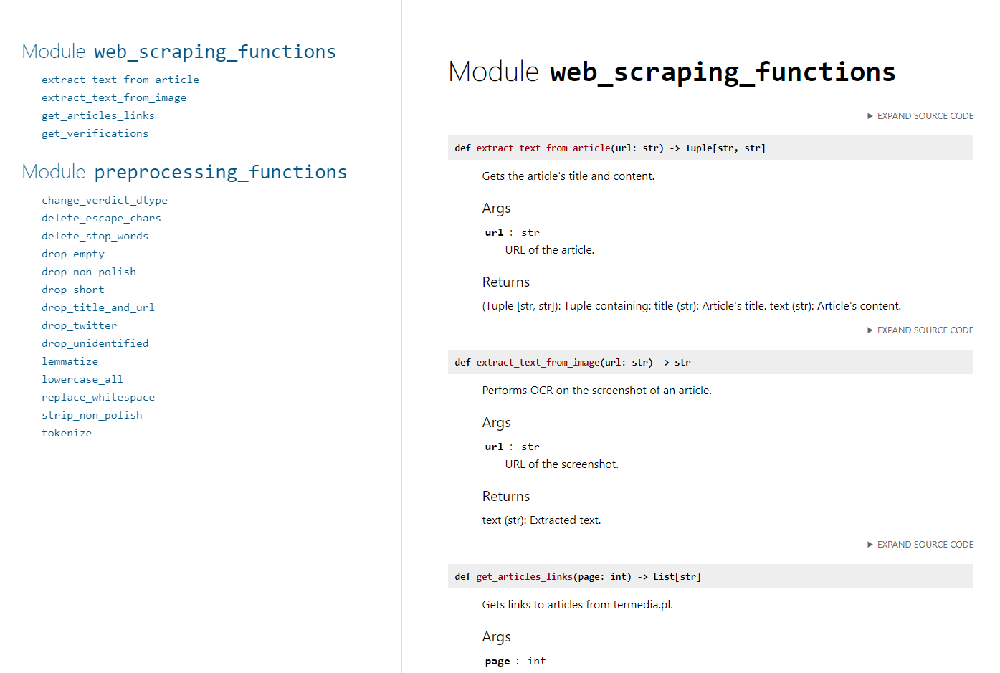 Module web_scraping_functions
extract_text_from_article
extract_text_from_image
get_articles_links
get_verifications
Module preprocessing_functions
change_verdict_dtype
delete_escape_chars
delete_stop_words
drop_empty
drop_non_polish
drop_short
drop_title_and_url
drop_twitter
drop_unidentified
lemmatize
lowercase_all
replace_whitespace
strip_non_polish
tokenize
Module web_scraping_functions
▶ EXPAND SOURCE CODE
def extract_text_from_article(url: str) -> Tuple[str, str]
Gets the article's title and content.
Args
url : str
URL of the article.
Returns
(Tuple [str, str]): Tuple containing: title (str): Article's title. text (str): Article's content.
▶ EXPAND SOURCE CODE
def extract_text_from_image(url: str) -> str
Performs OCR on the screenshot of an article.
Args
url : str
URL of the screenshot.
Returns
text (str): Extracted text.
▶ EXPAND SOURCE CODE
def get_articles_links(page: int) -> List[str]
Gets links to articles from termedia.pl.
Args
page : int